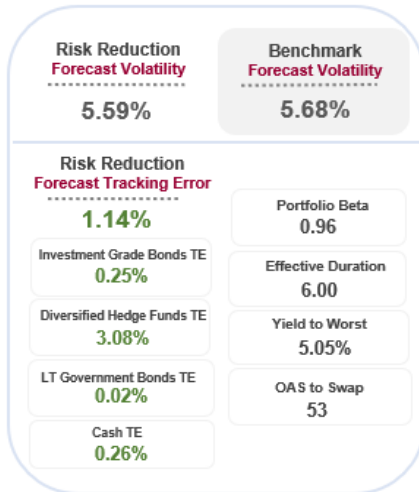 Risk Reduction
Forecast Volatility
5.59%
Benchmark
Forecast Volatility
5.68%
Risk Reduction
Forecast Tracking Error
1.14%
Investment Grade Bonds TE
0.25%
Diversified Hedge Funds TE
3.08%
LT Government Bonds TE
0.02%
Cash TE
0.26%
Portfolio Beta
0.96
Effective Duration
6.00
Yield to Worst
5.05%
OAS to Swap
53